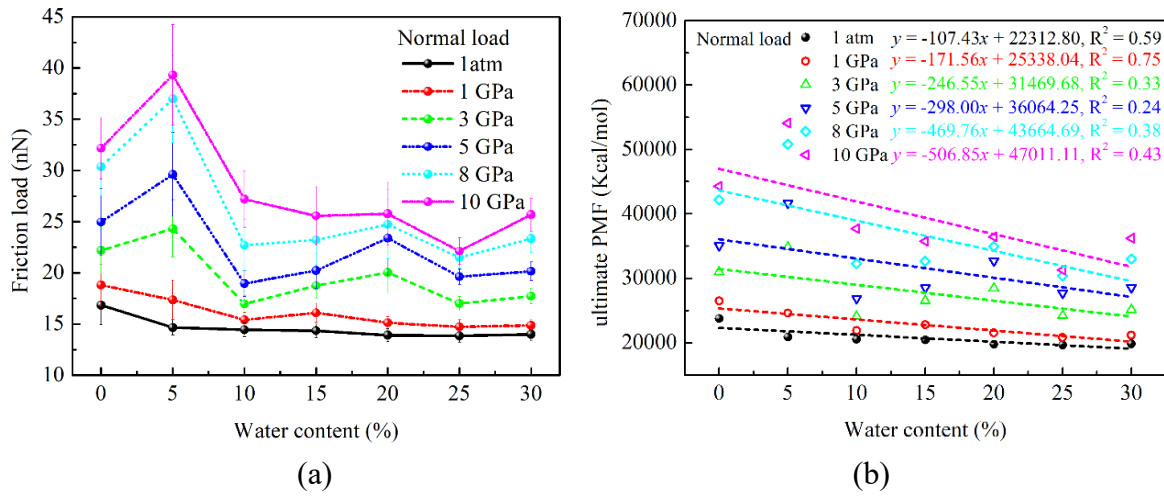 (a)
45
40
35
30
25
20
15
10
Friction load (nN)
Normal load
1atm
1 GPa
3 GPa
5 GPa
8 GPa
10 GPa
0 5 10 15 20 25 30
Water content (%)
(a)
(b)
70000
60000
50000
40000
30000
20000
ultimate PMF (Kcal/mol)
Normal load 1 atm y = -107.43x + 22312.80, R² = 0.59
1 GPa y = -171.56x + 25338.04, R² = 0.75
3 GPa y = -246.55x + 31469.68, R² = 0.33
5 GPa y = -298.00x + 36064.25, R² = 0.24
8 GPa y = -469.76x + 43664.69, R² = 0.38
10 GPa y = -506.85x + 47011.11, R² = 0.43
0 5 10 15 20 25 30
Water content (%)
(b)